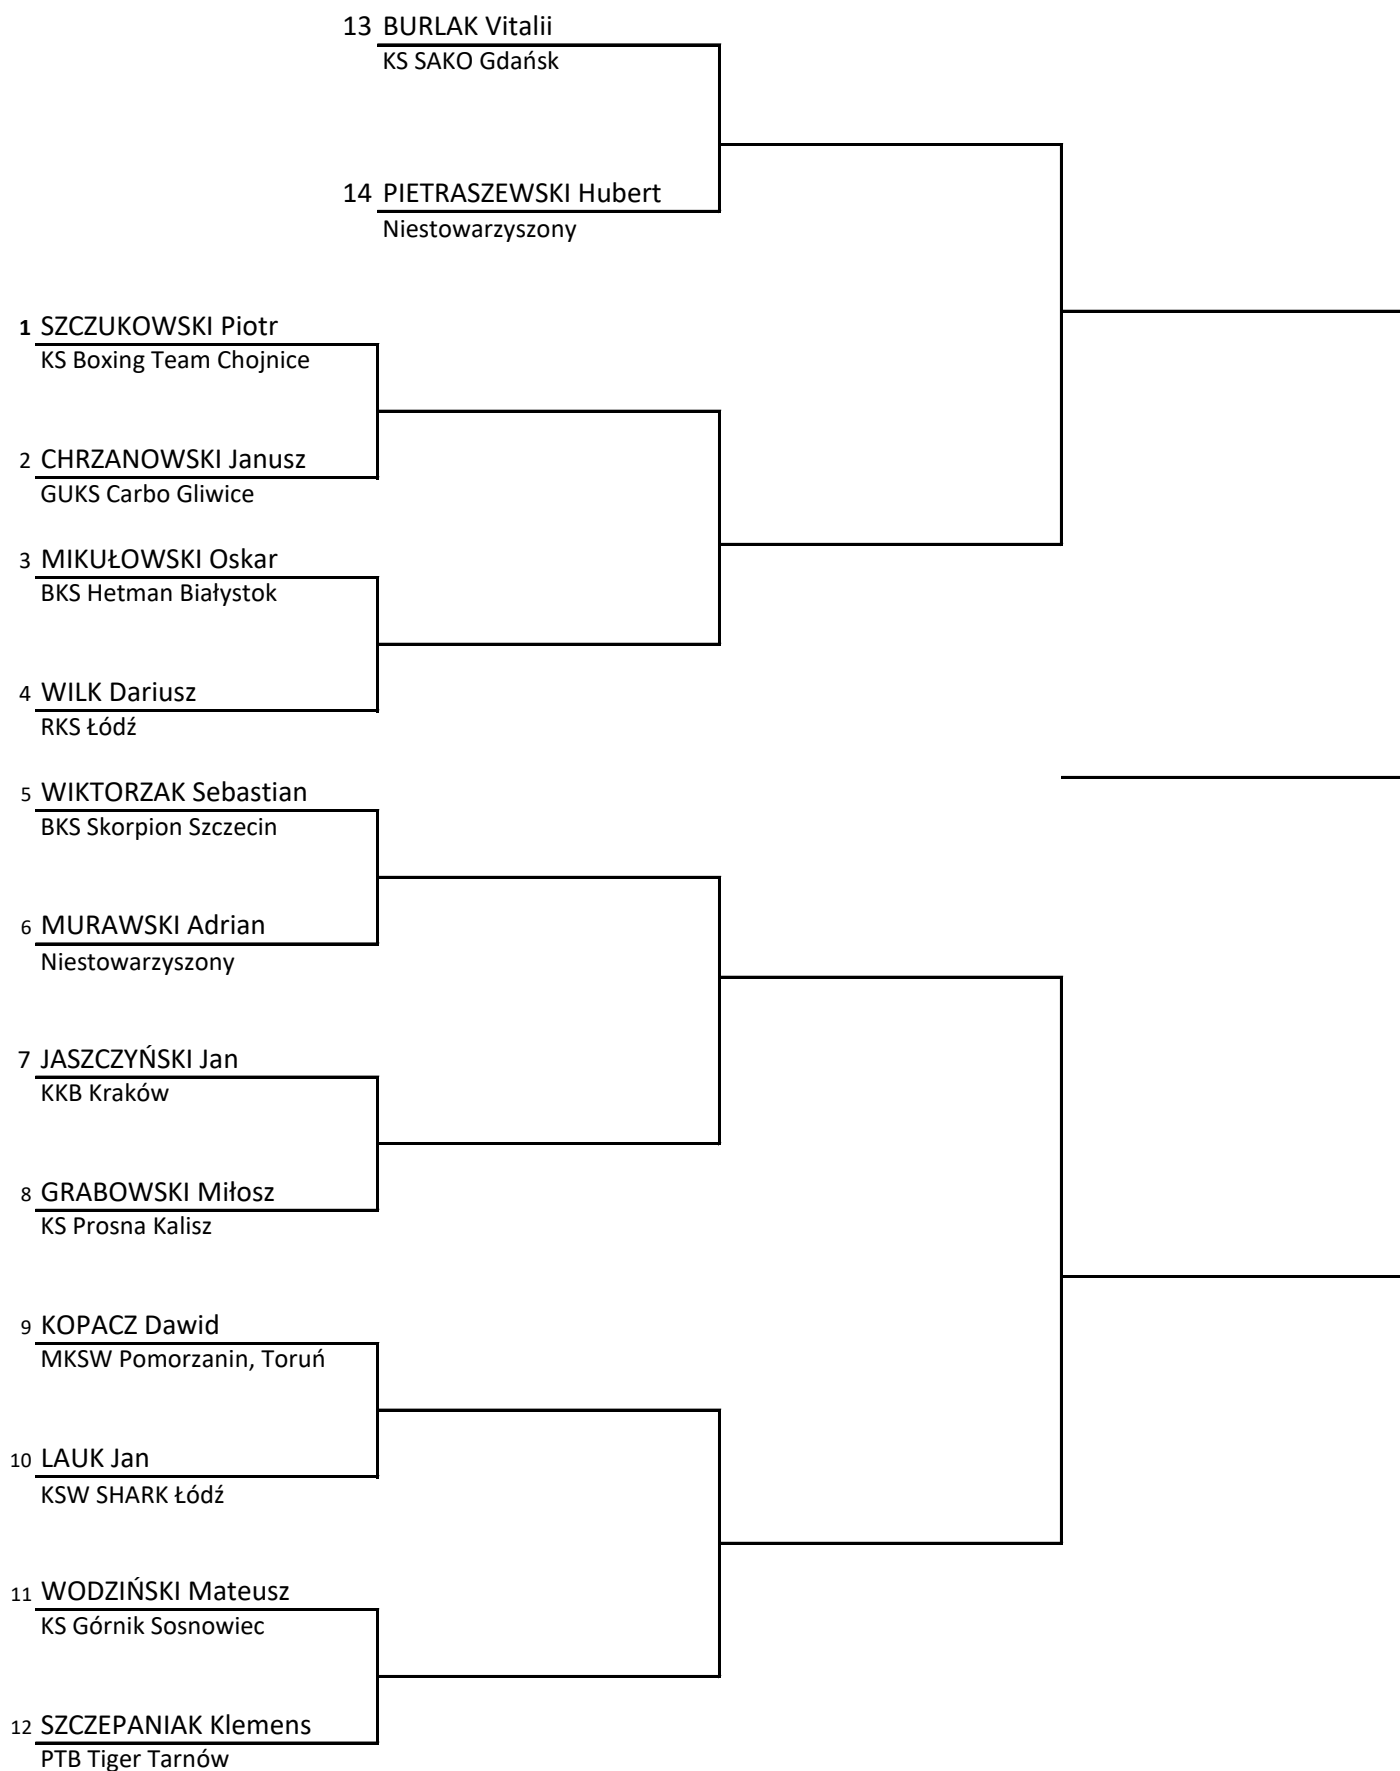 13 BURLAK Vitalii
KS SAKO Gdańsk
14 PIETRASZEWSKI Hubert
Niestowarzyszony
1 SZCZUKOWSKI Piotr
KS Boxing Team Chojnice
2 CHRZANOWSKI Janusz
GUKS Carbo Gliwice
3 MIKUŁOWSKI Oskar
BKS Hetman Białystok
4 WILK Dariusz
RKS Łódź
5 WIKTORZAK Sebastian
BKS Skorpion Szczecin
6 MURAWSKI Adrian
Niestowarzyszony
7 JASZCZYŃSKI Jan
KKB Kraków
8 GRABOWSKI Miłosz
KS Prosna Kalisz
9 KOPACZ Dawid
MKSW Pomorzanin, Toruń
10 LAUK Jan
KSW SHARK Łódź
11 WODZIŃSKI Mateusz
KS Górnik Sosnowiec
12 SZCZEPANIAK Klemens
PTB Tiger Tarnów